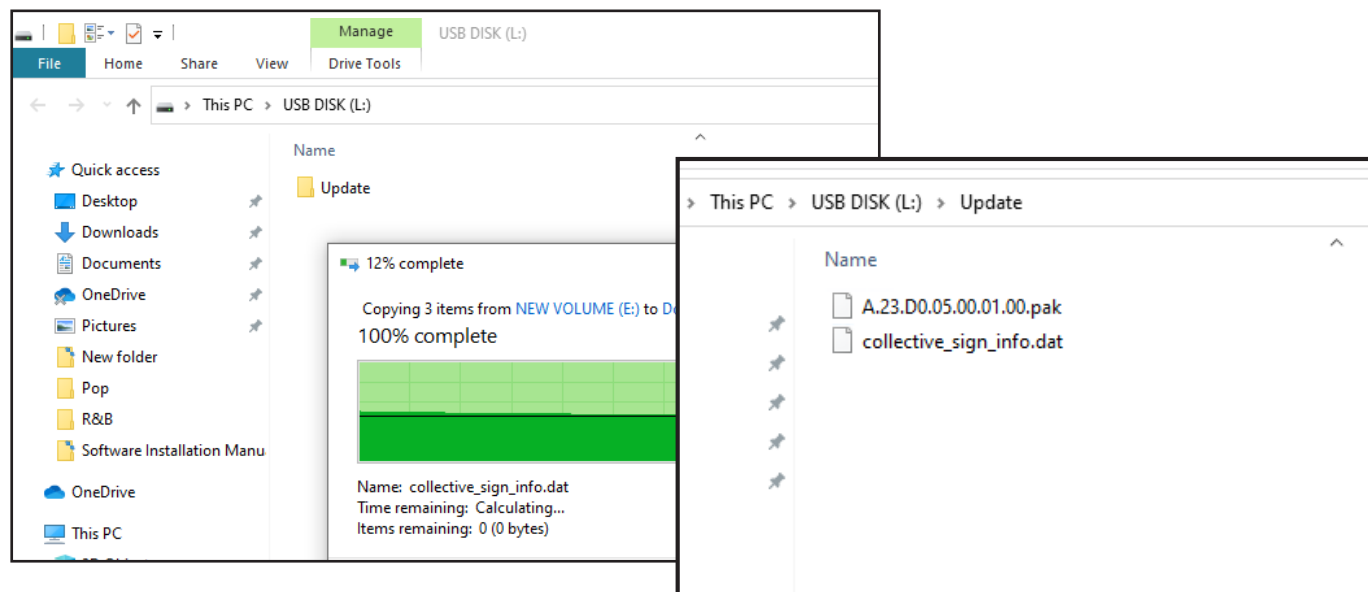 Manage
USB DISK (L:)
File
Home
Share
View
Drive Tools
This PC > USB DISK (L:)
Name
Quick access
Update
Desktop
Downloads
Documents
OneDrive
Pictures
New folder
Pop
R&B
Software Installation Manu
OneDrive
This PC
12% complete
Copying 3 items from NEW VOLUME (E:) to
100% complete
Name: collective_sign_info.dat
Time remaining: Calculating...
Items remaining: 0 (0 bytes)
> This PC > USB DISK (L:) > Update
Name
A.23.D0.05.00.01.00.pak
collective_sign_info.dat